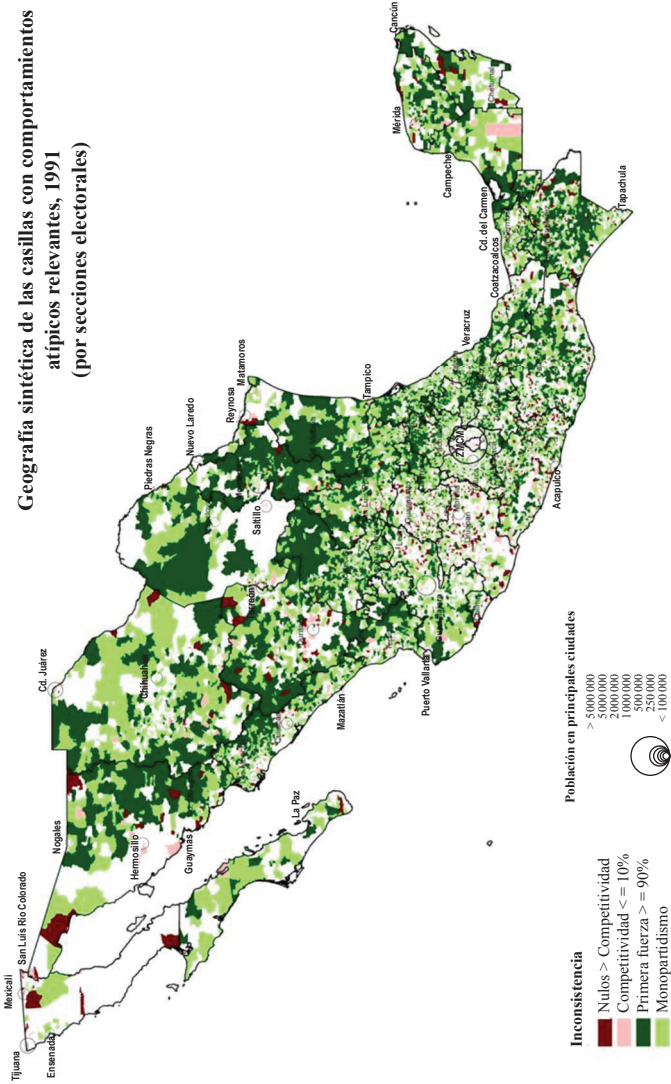 Geografía sintética de las casillas con comportamientos
atípicos relevantes, 1991
(por secciones electorales)
Tijuana
Mexicali
San Luis Río Colorado
Ensenada
Nogales
Cd. Juárez
Hermosillo
Guaymas
Chihuahua
Piedras Negras
Nuevo Laredo
Reynosa
Matamoros
Saltillo
La Paz
Mazatlán
Tampico
Puerto Vallarta
ZMCM
Veracruz
Acapulco
Coatzacoalcos
Cd. del Carmen
Campeche
Mérida
Cancún
Chetumal
Tapachula
Población en principales ciudades
> 5 000 000
5 000 000
2 000 000
1 000 000
500 000
250 000
< 100 000
Inconsistencia
Nulos > Competitividad
Competitividad < = 10%
Primera fuerza > = 90%
Monopartidismo